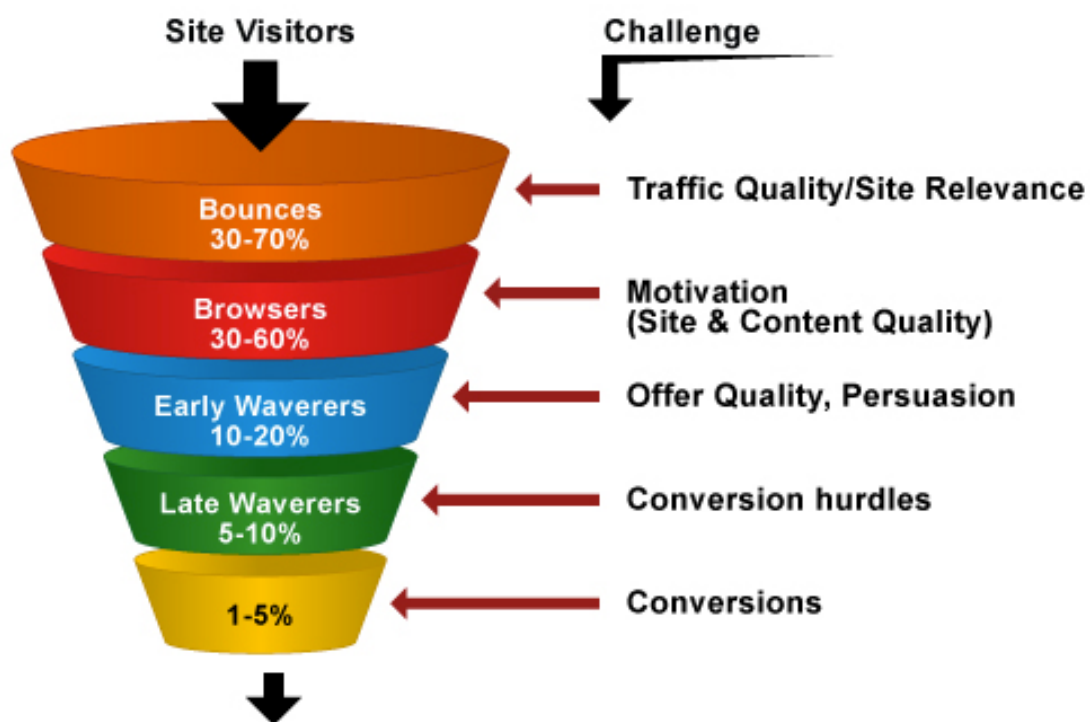 Site Visitors
Challenge
Bounces
30-70%
Traffic Quality/Site Relevance
Browsers
30-60%
Motivation
(Site & Content Quality)
Early Waverers
10-20%
Offer Quality, Persuasion
Late Waverers
5-10%
Conversion hurdles
1-5%
Conversions